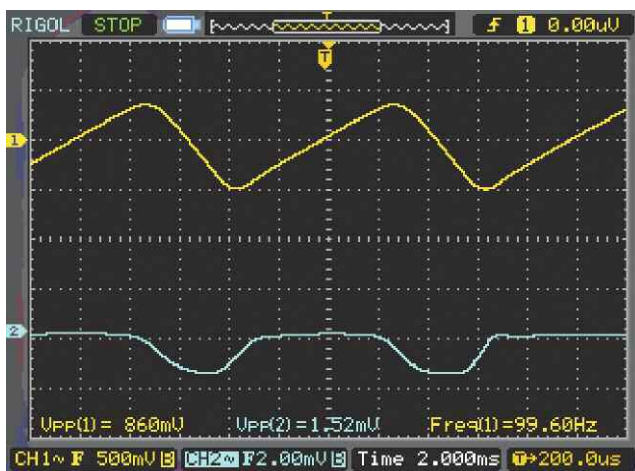 RIGOL STOP T f 1 0.00uV
T
1
2
Vpp(1)= 860mV Vpp(2)=1.52mV Freq(1)=99.60Hz
CH1~ F 500mV B CH2~ F2.00mV B Time 2.000ms T→200.0us